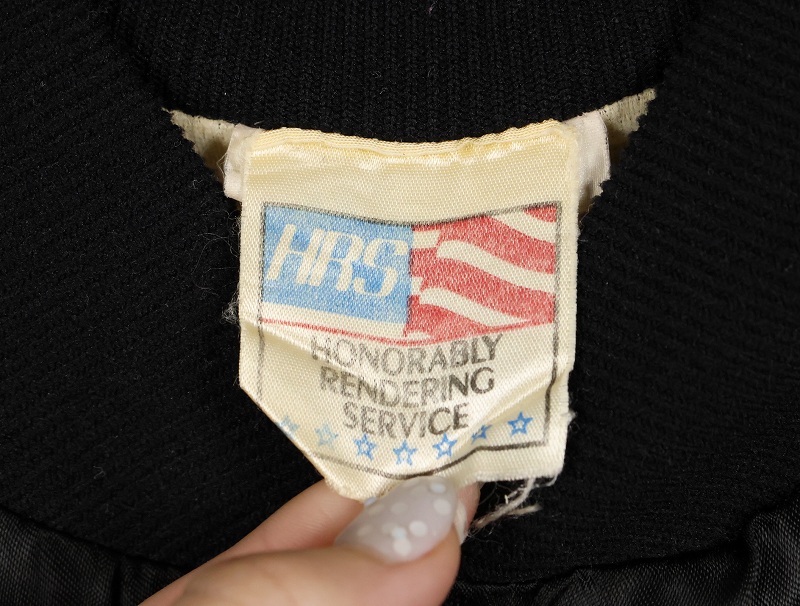 HRS
HONORABLY
RENDERING
SERVICE